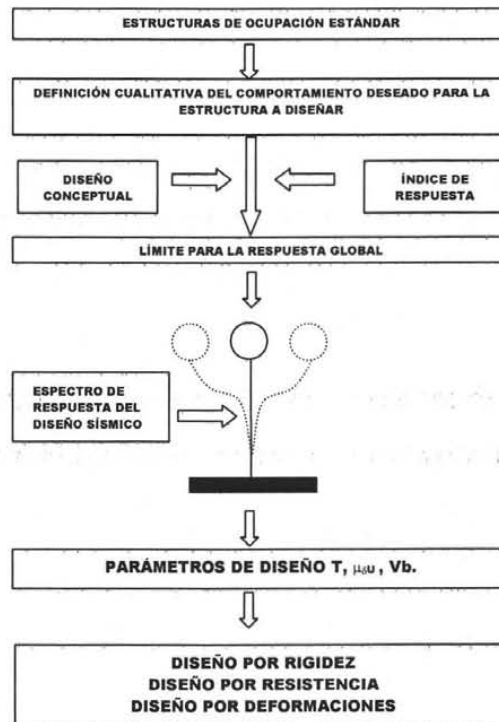 ESTRUCTURAS DE OCUPACIÓN ESTÁNDAR
DEFINICIÓN CUALITATIVA DEL COMPORTAMIENTO DESEADO PARA LA
ESTRUCTURA A DISEÑAR
DISEÑO
CONCEPTUAL
ÍNDICE DE
RESPUESTA
LÍMITE PARA LA RESPUESTA GLOBAL
ESPECTRO DE
RESPUESTA DEL
DISEÑO SÍSMICO
PARÁMETROS DE DISEÑO T, μδu , Vb.
DISEÑO POR RIGIDEZ
DISEÑO POR RESISTENCIA
DISEÑO POR DEFORMACIONES